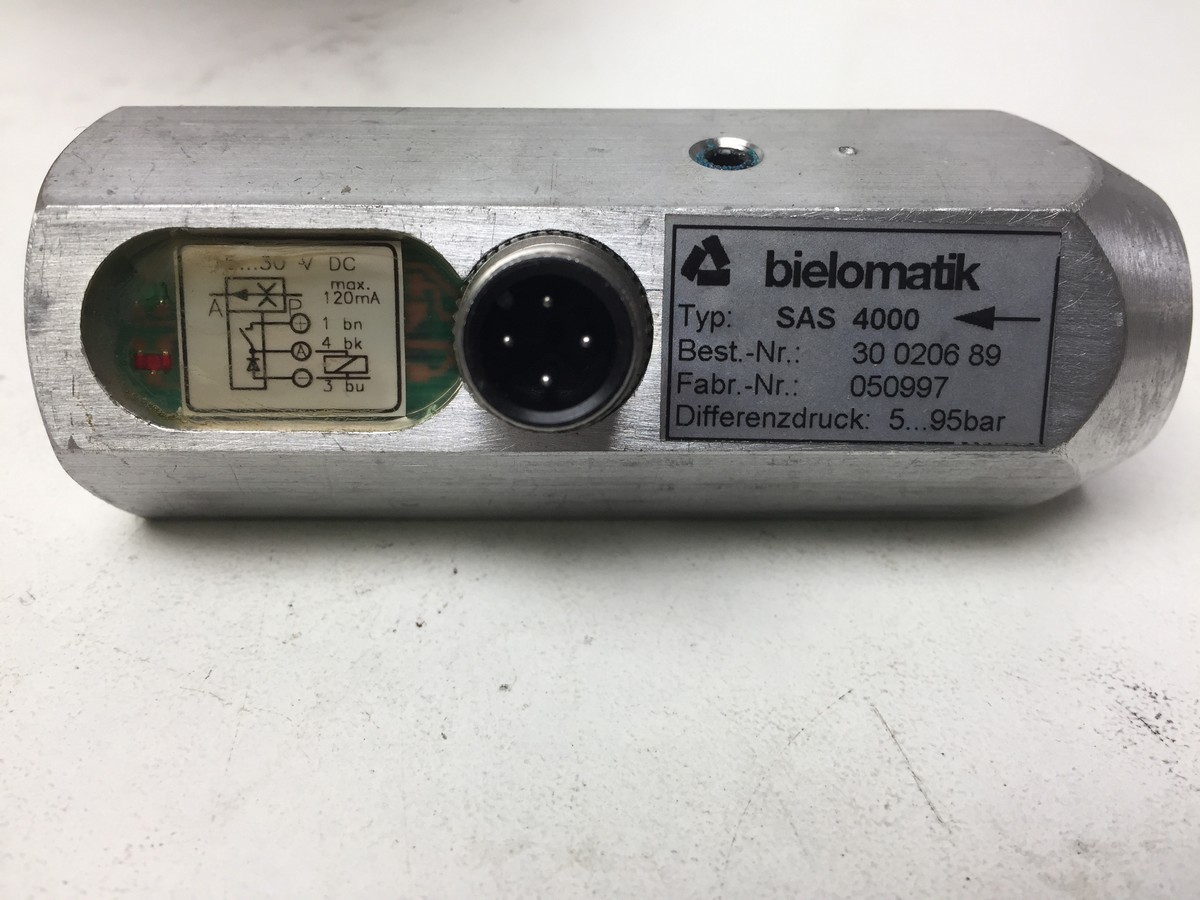 ...30 V DC
max.
120mA
A
P
+
1 bn
A
4 bk
−
3 bu
bielomatik
Typ: SAS 4000
Best.-Nr.: 30 0206 89
Fabr.-Nr.: 050997
Differenzdruck: 5...95bar